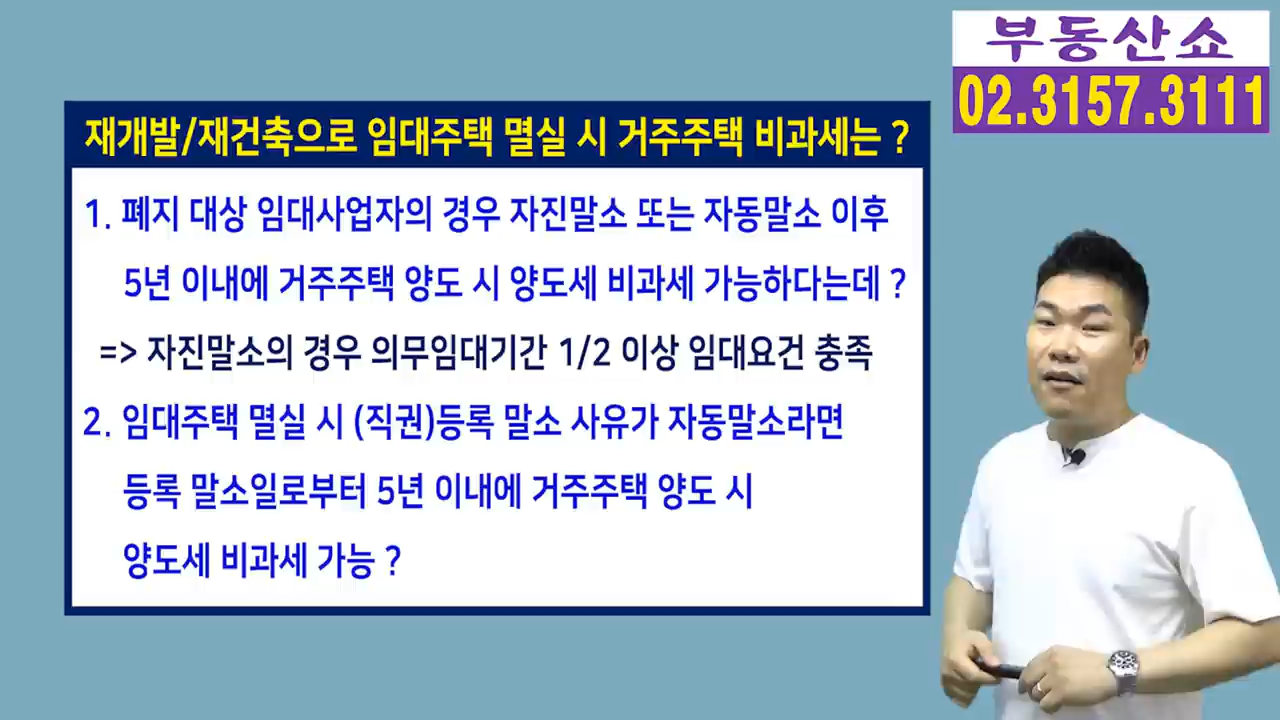 부동산쇼
02.3157.3111
재개발/재건축으로 임대주택 멸실 시 거주주택 비과세는 ?
1. 폐지 대상 임대사업자의 경우 자진말소 또는 자동말소 이후
5년 이내에 거주주택 양도 시 양도세 비과세 가능하다는데 ?
=> 자진말소의 경우 의무임대기간 1/2 이상 임대요건 충족
2. 임대주택 멸실 시 (직권)등록 말소 사유가 자동말소라면
등록 말소일로부터 5년 이내에 거주주택 양도 시
양도세 비과세 가능 ?